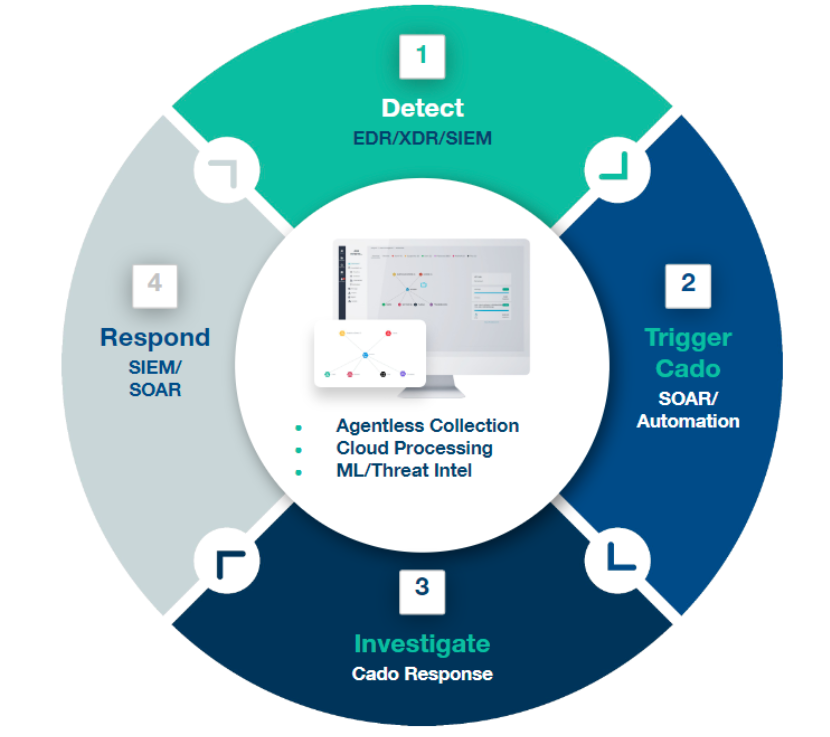 1
Detect
EDR/XDR/SIEM
2
Trigger
Cado
SOAR/
Automation
3
Investigate
Cado Response
4
Respond
SIEM/
SOAR
• Agentless Collection
• Cloud Processing
• ML/Threat Intel